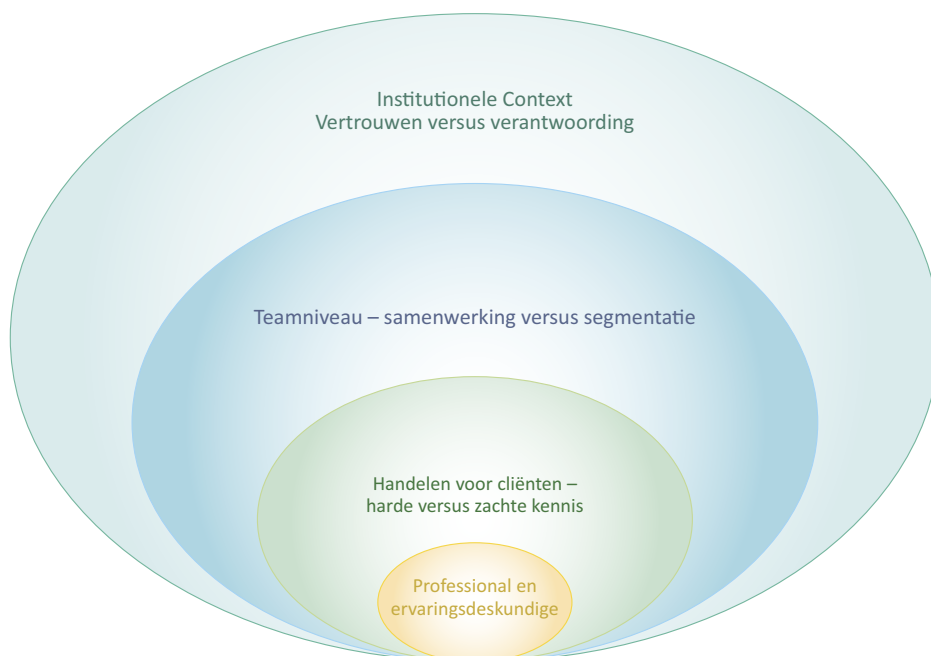 Institutionele Context
Vertrouwen versus verantwoording
Teamniveau – samenwerking versus segmentatie
Handelen voor cliënten –
harde versus zachte kennis
Professional en
ervaringsdeskundige